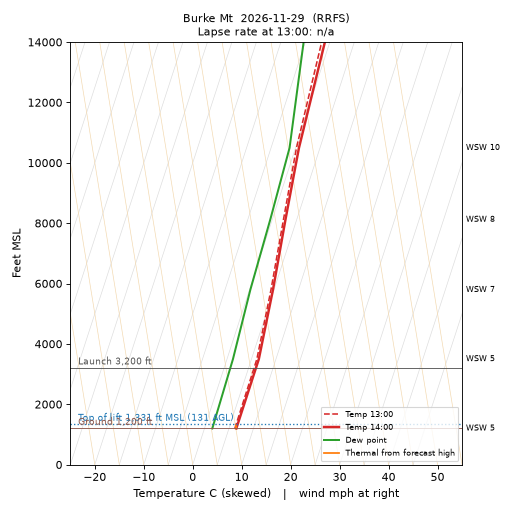 Burke Mt  2026-11-29  (RRFS)
Lapse rate at 13:00: n/a
14000
12000
10000
8000
6000
4000
2000
0
Feet MSL
WSW 10
WSW 8
WSW 7
WSW 5
WSW 5
Launch 3,200 ft
Top of lift 1,331 ft MSL (131 AGL)
Ground 1,200 ft
Temp 13:00
Temp 14:00
Dew point
Thermal from forecast high
−20 −10 0 10 20 30 40 50
Temperature C (skewed)   |   wind mph at right